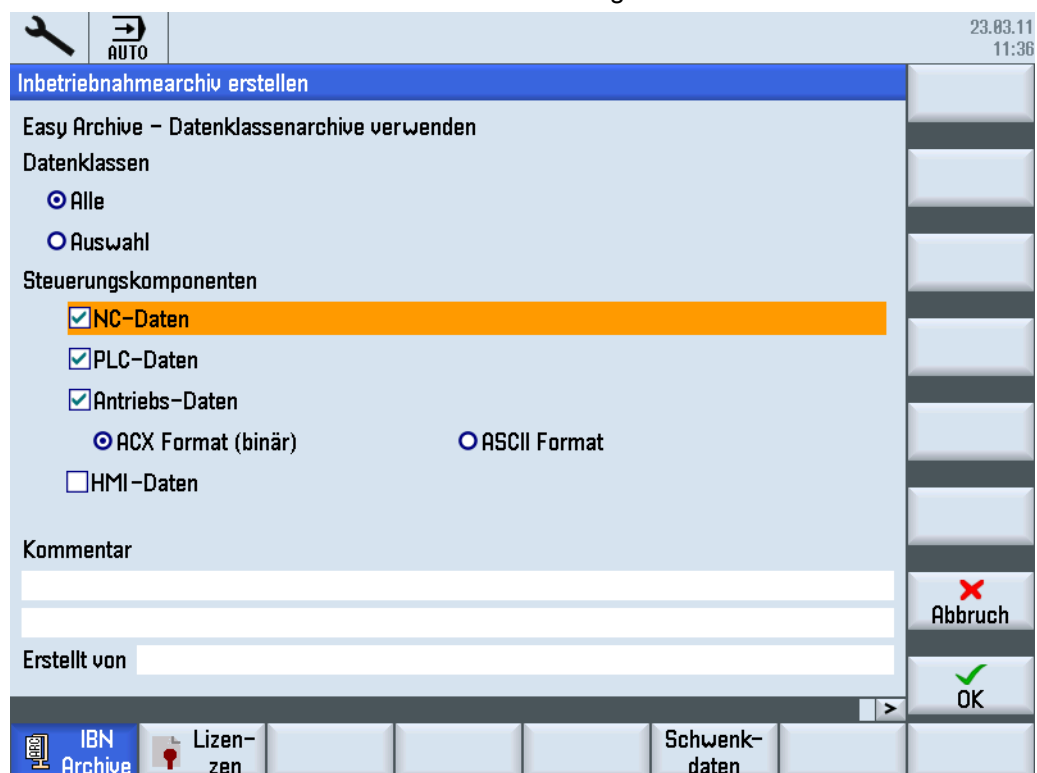 AUTO
23.03.11
11:36
Inbetriebnahmearchiv erstellen
Easy Archive - Datenklassenarchive verwenden
Datenklassen
Alle
Auswahl
Steuerungskomponenten
NC-Daten
PLC-Daten
Antriebs-Daten
ACX Format (binär) ASCII Format
HMI-Daten
Kommentar
Abbruch
Erstellt von
OK
>
IBN
Archive
Lizen-
zen
Schwenk-
daten